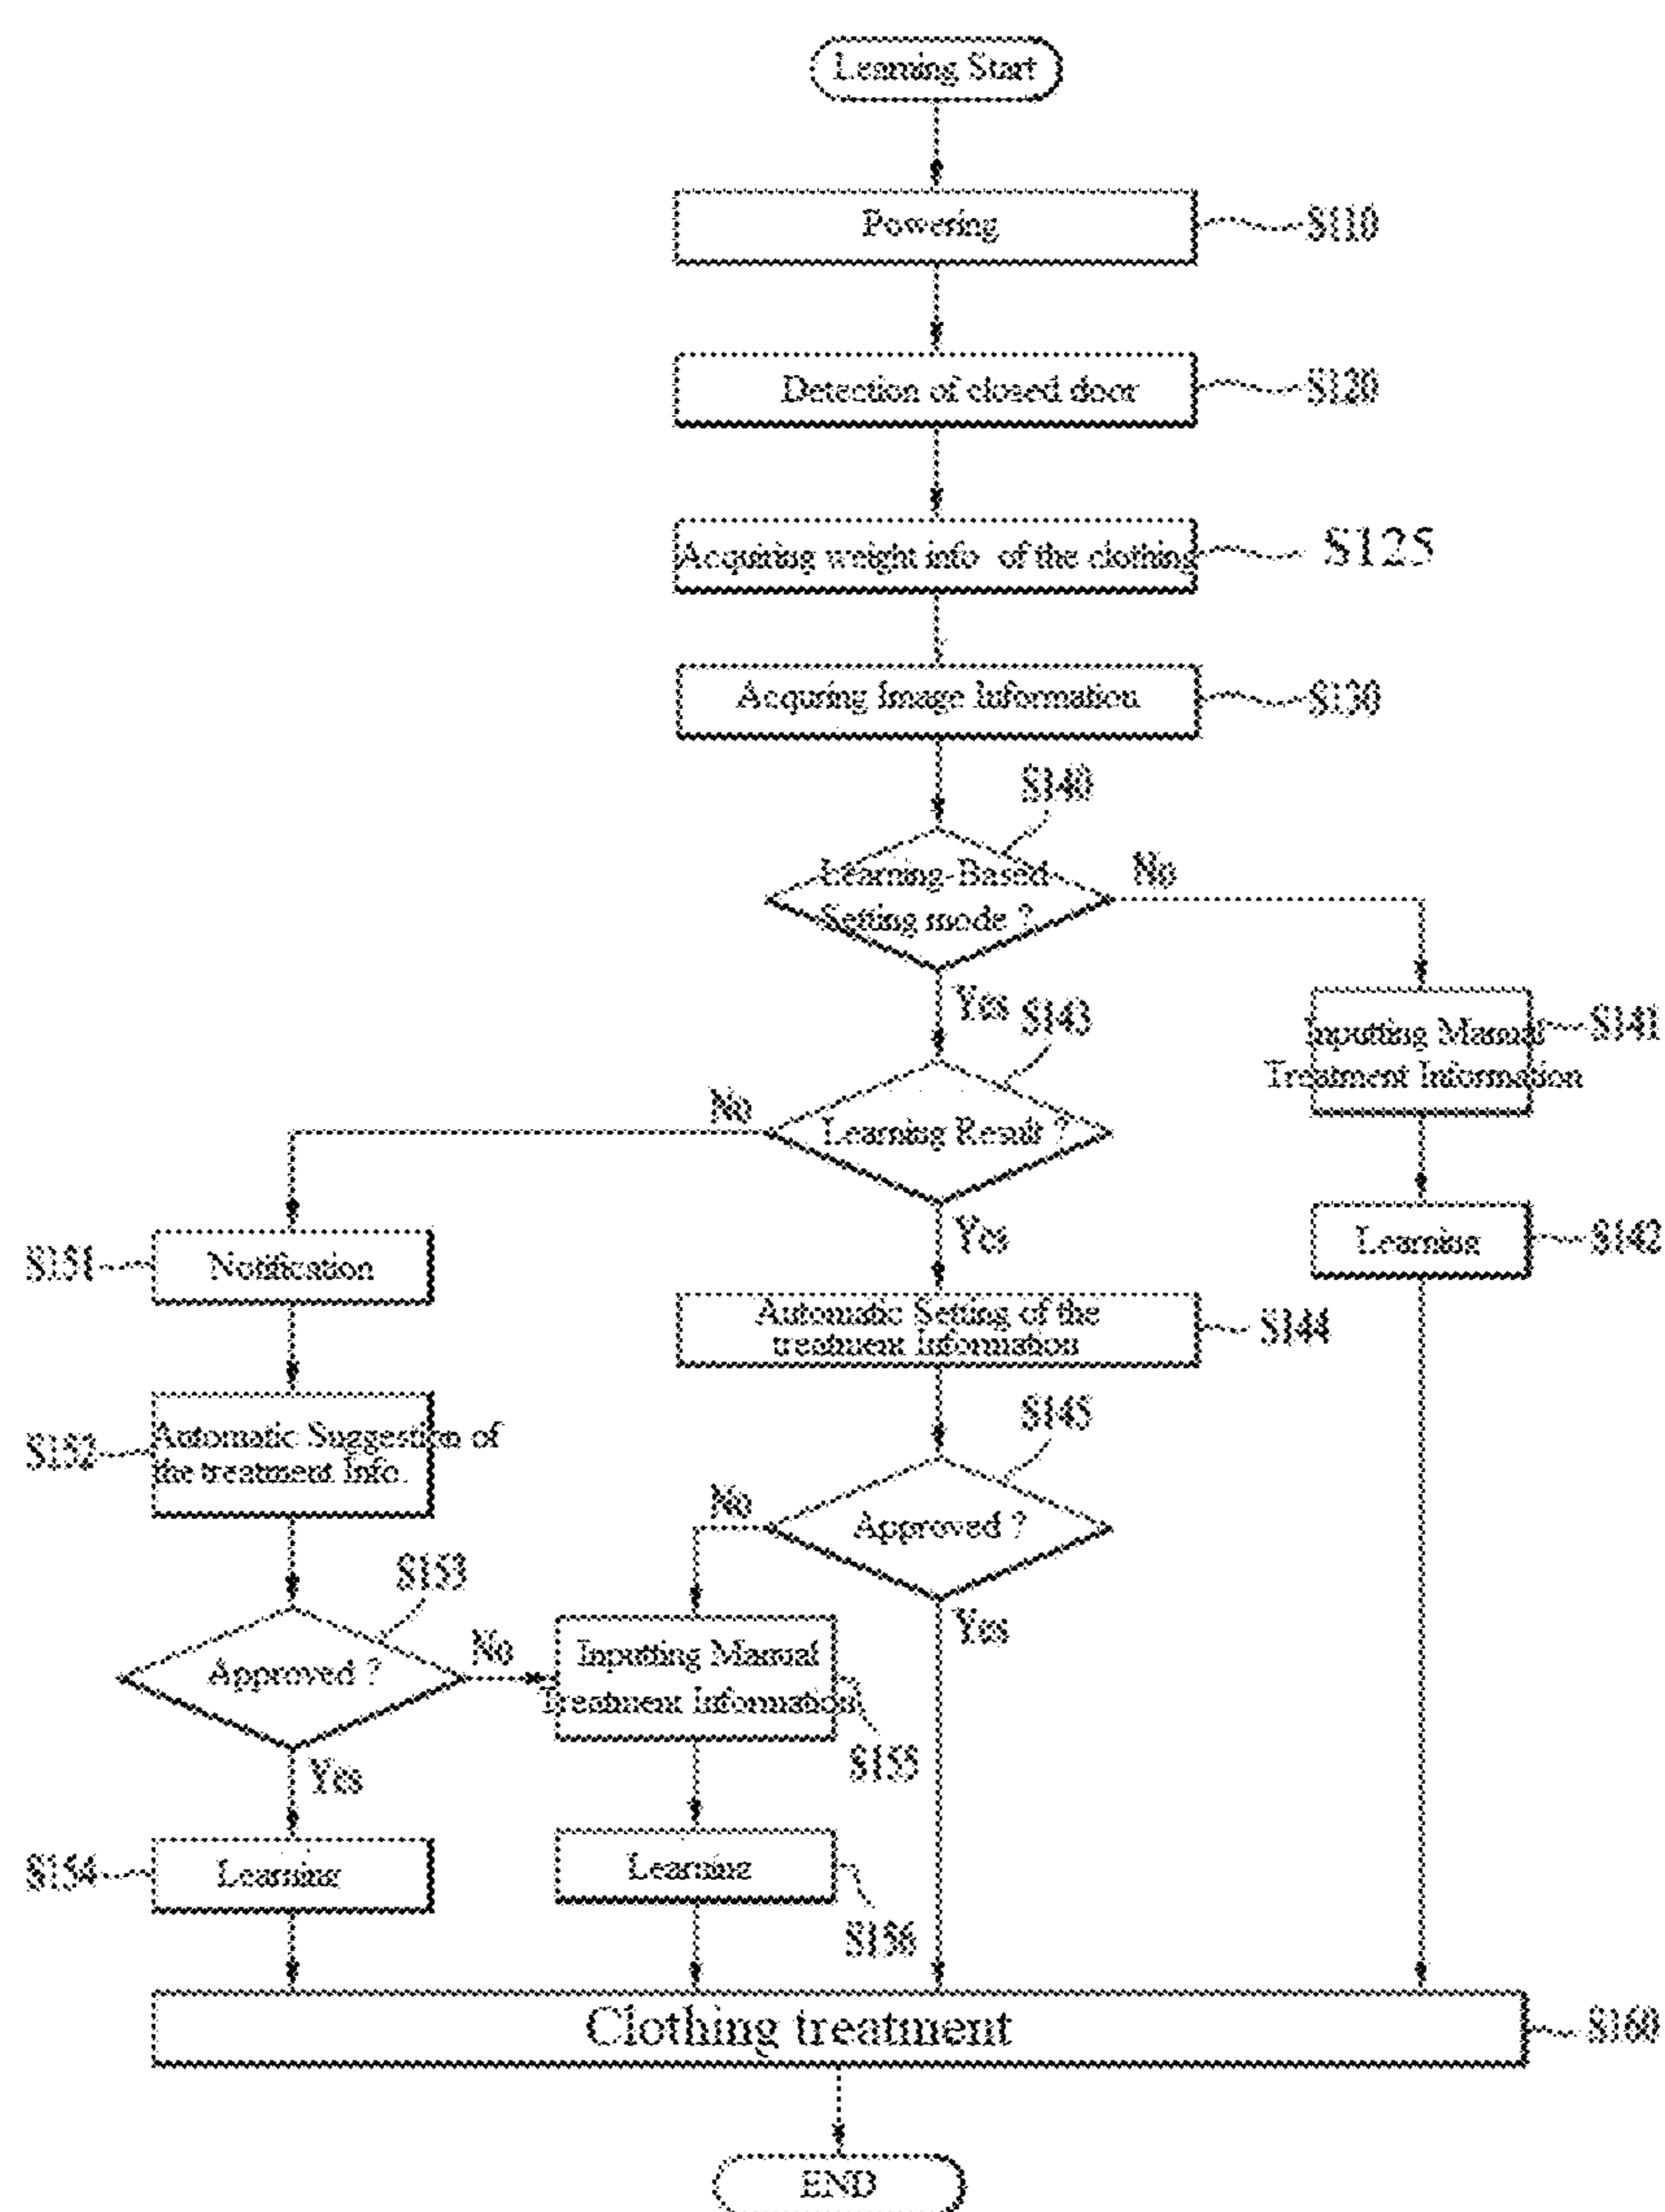 Learning Start
Powering
S110
Detection of closed door
S120
Acquiring weight info of the clothing
S125
Acquring Image Information
S130
S140
Learning-Based
Setting mode ?
No
Yes
S143
Inputting Manual
Treatment Information
S141
No
Learning Result ?
Yes
Learning
S142
S151
Notification
Automatic Setting of the
treatment Information
S144
S152
Automatic Suggestion of
the treatment Info.
S145
No
Approved ?
Yes
S153
Approved ?
No
Yes
Inputting Manual
Treatment Information
S155
S154
Learning
Learning
S156
Clothing treatment
S160
END